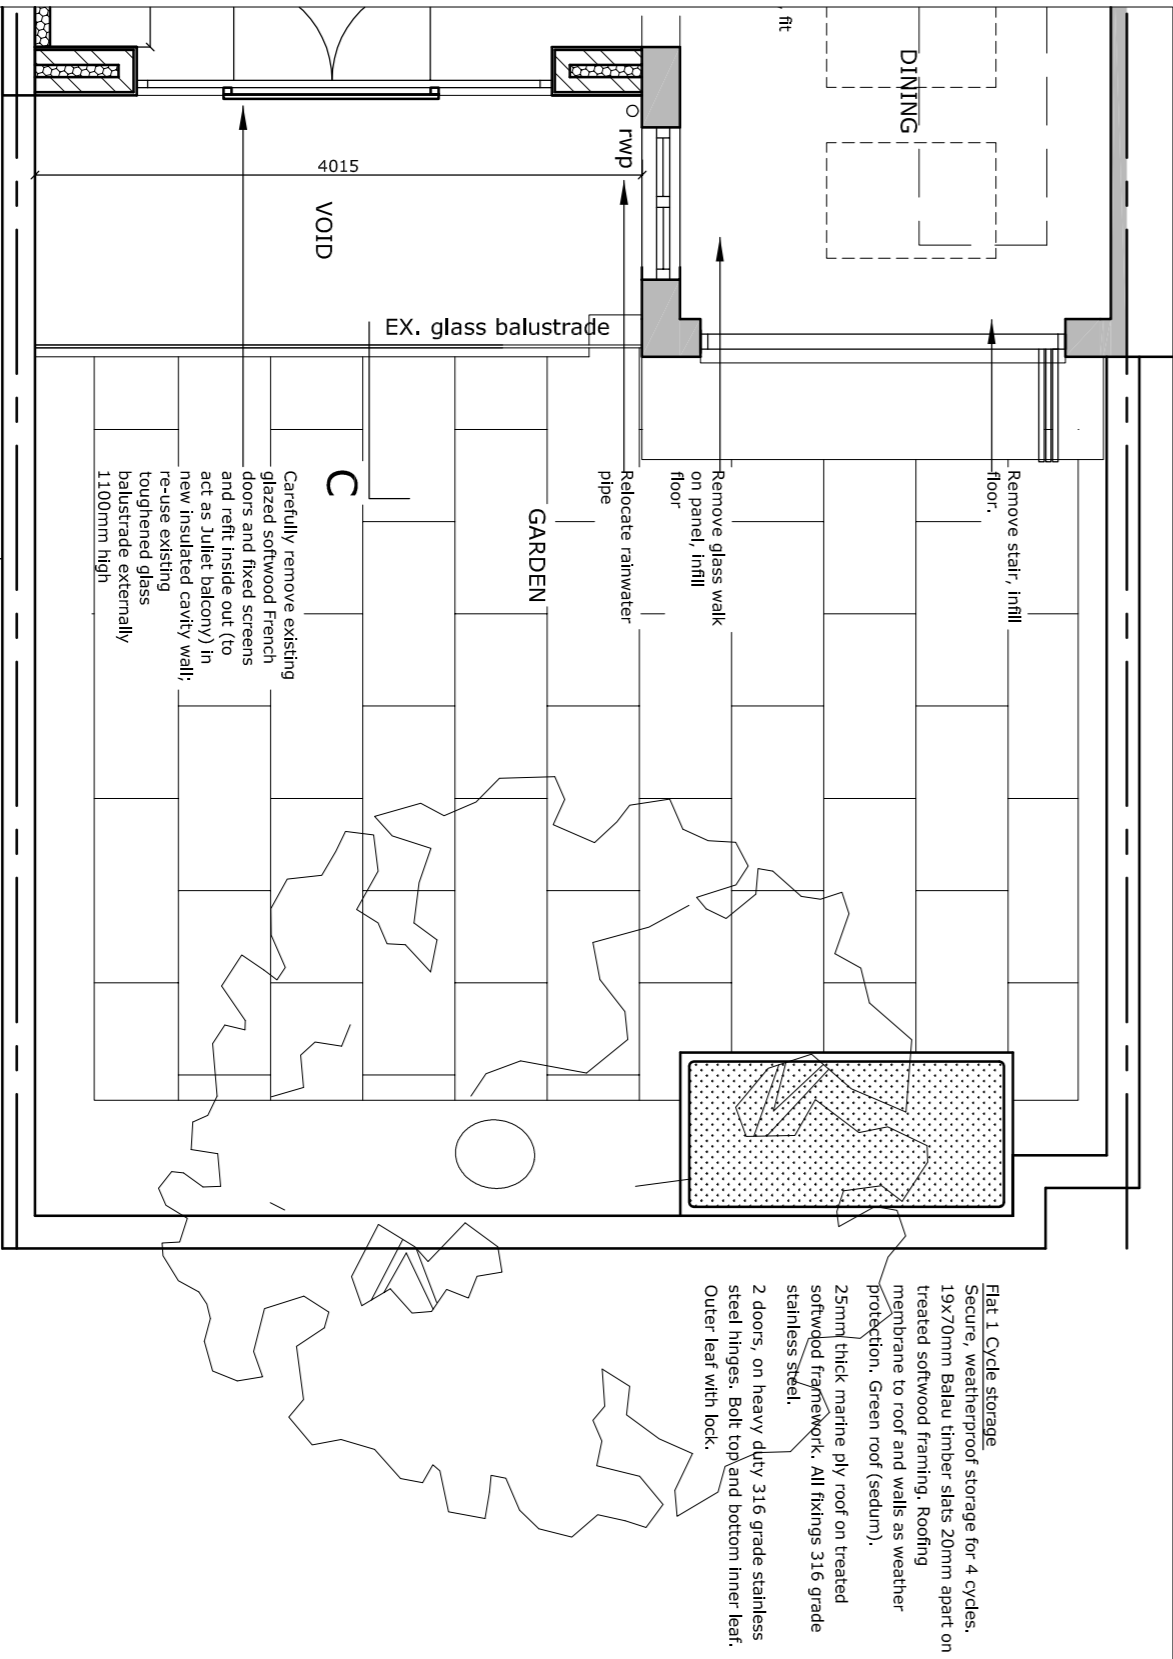 fit
DINING
rwp
4015
VOID
EX. glass balustrade
Remove stair, infill
floor.
Remove glass walk
on panel, infill
floor
Relocate rainwater
pipe
GARDEN
C
Carefully remove existing
glazed softwood French
doors and fixed screens
and refit inside out (to
act as Juliet balcony) in
new insulated cavity wall;
re-use existing
toughened glass
balustrade externally
1100mm high
Flat 1 Cycle storage
Secure, weatherproof storage for 4 cycles.
19x70mm Balau timber slats 20mm apart on
treated softwood framing. Roofing
membrane to roof and walls as weather
protection. Green roof (sedum).
25mm thick marine ply roof on treated
softwood framework. All fixings 316 grade
stainless steel.
2 doors, on heavy duty 316 grade stainless
steel hinges. Bolt top and bottom inner leaf.
Outer leaf with lock.